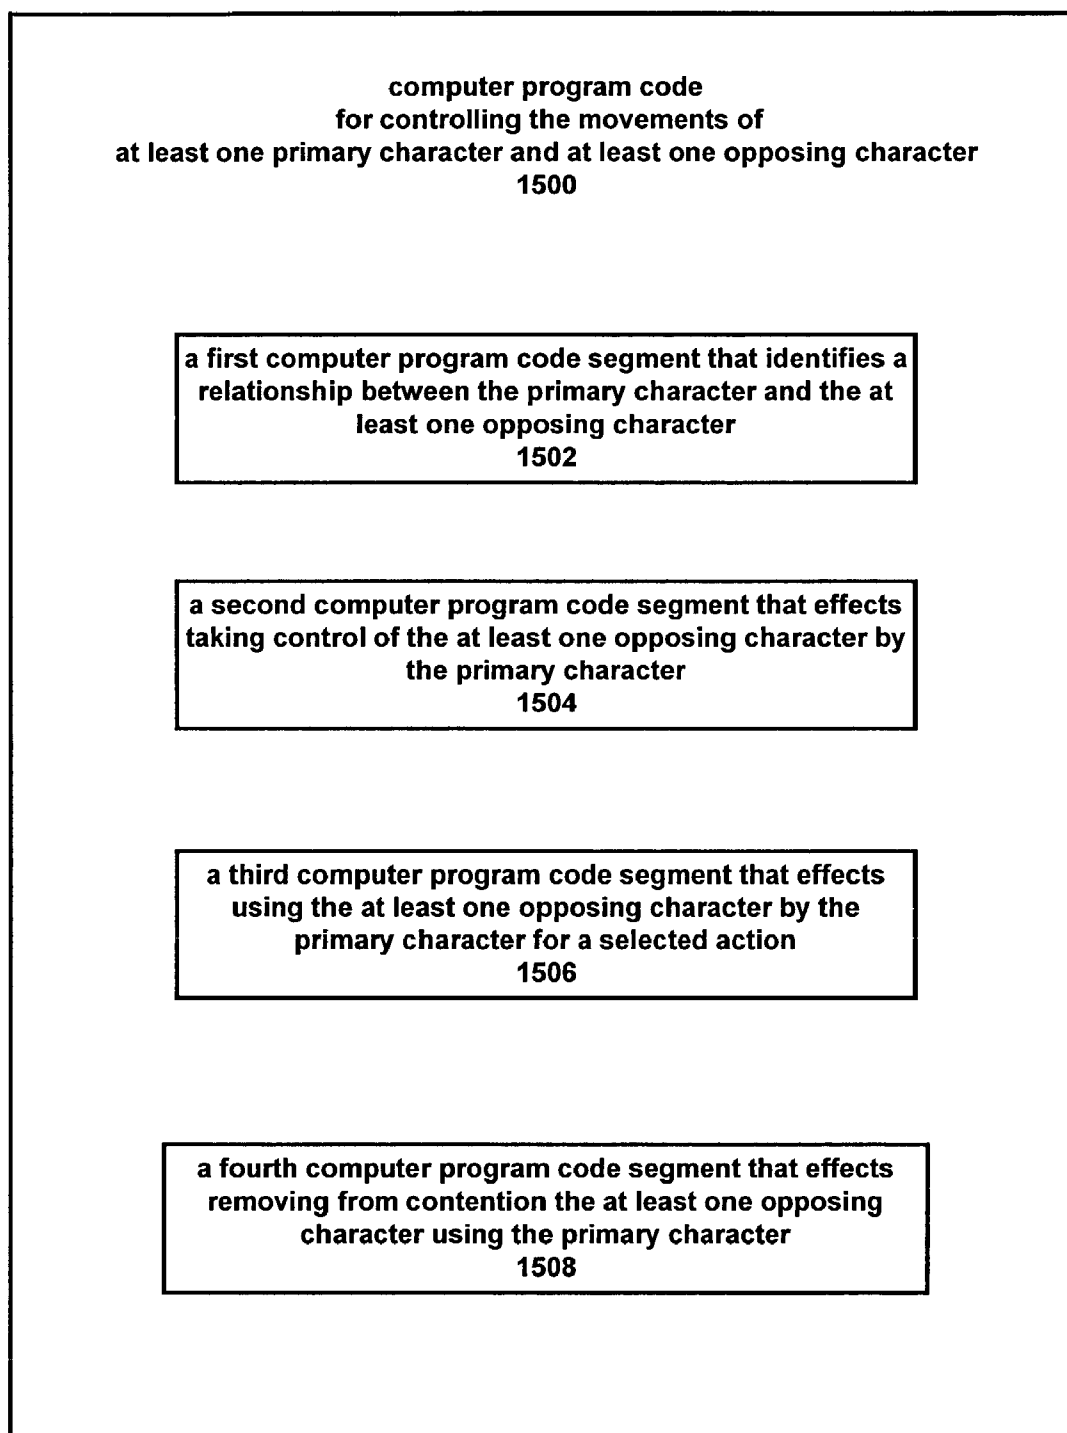 computer program code
for controlling the movements of
at least one primary character and at least one opposing character
1500
a first computer program code segment that identifies a
relationship between the primary character and the at
least one opposing character
1502
a second computer program code segment that effects
taking control of the at least one opposing character by
the primary character
1504
a third computer program code segment that effects
using the at least one opposing character by the
primary character for a selected action
1506
a fourth computer program code segment that effects
removing from contention the at least one opposing
character using the primary character
1508